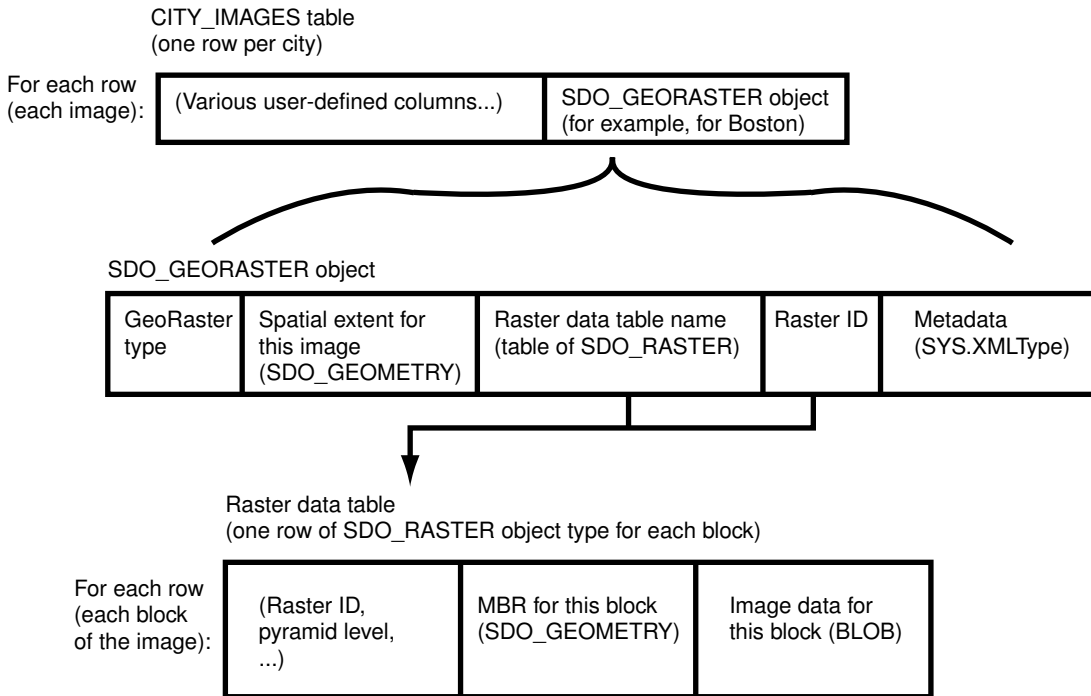 CITY_IMAGES table
(one row per city)
For each row
(each image):
(Various user-defined columns...)
SDO_GEORASTER object
(for example, for Boston)
SDO_GEORASTER object
GeoRaster
type
Spatial extent for
this image
(SDO_GEOMETRY)
Raster data table name
(table of SDO_RASTER)
Raster ID
Metadata
(SYS.XMLType)
Raster data table
(one row of SDO_RASTER object type for each block)
For each row
(each block
of the image):
(Raster ID,
pyramid level,
...)
MBR for this block
(SDO_GEOMETRY)
Image data for
this block (BLOB)